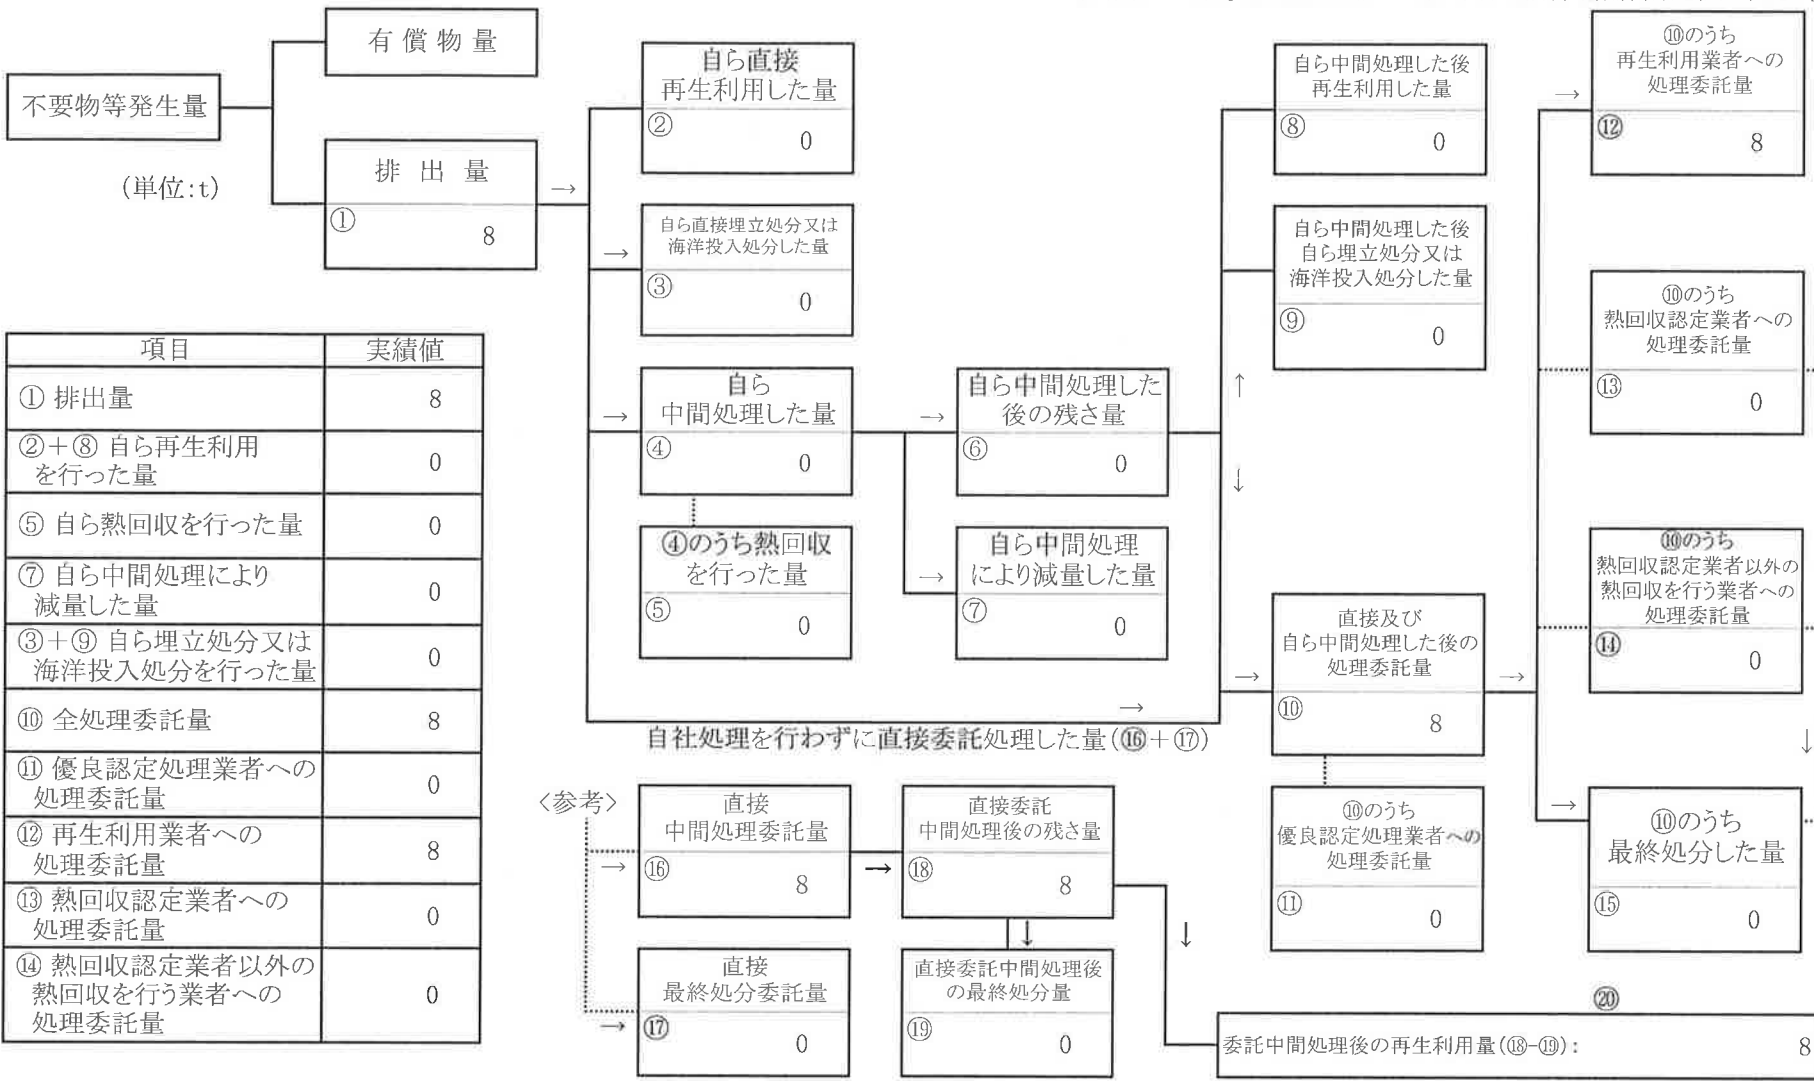 有 償 物 量
不要物等発生量
(単位:t)
排 出 量
①
8
→
自ら直接
再生利用した量
②
0
→
自ら直接埋立処分又は
海洋投入処分した量
③
0
→
自ら
中間処理した量
④
0
④のうち熱回収
を行った量
⑤
0
→
自ら中間処理した
後の残さ量
⑥
0
→
自ら中間処理
により減量した量
⑦
0
自ら中間処理した後
再生利用した量
⑧
0
自ら中間処理した後
自ら埋立処分又は
海洋投入処分した量
⑨
0
↑
↓
→
自社処理を行わずに直接委託処理した量(⑯+⑰)
→
直接及び
自ら中間処理した後の
処理委託量
⑩
8
→
⑩のうち
優良認定処理業者への
処理委託量
⑪
0
→
⑩のうち
再生利用業者への
処理委託量
⑫
8
⑩のうち
熱回収認定業者への
処理委託量
⑬
0
⑩のうち
熱回収認定業者以外の
熱回収を行う業者への
処理委託量
⑭
0
↓
→
⑩のうち
最終処分した量
⑮
0
項目 実績値
① 排出量 8
②+⑧ 自ら再生利用
を行った量 0
⑤ 自ら熱回収を行った量 0
⑦ 自ら中間処理により
減量した量 0
③+⑨ 自ら埋立処分又は
海洋投入処分を行った量 0
⑩ 全処理委託量 8
⑪ 優良認定処理業者への
処理委託量 0
⑫ 再生利用業者への
処理委託量 8
⑬ 熱回収認定業者への
処理委託量 0
⑭ 熱回収認定業者以外の
熱回収を行う業者への
処理委託量 0
〈参考〉
→
直接
中間処理委託量
⑯
8
→
直接委託
中間処理後の残さ量
⑱
8
↓
↓
→
直接
最終処分委託量
⑰
0
直接委託中間処理後
の最終処分量
⑲
0
⑳
委託中間処理後の再生利用量(⑱-⑲): 8